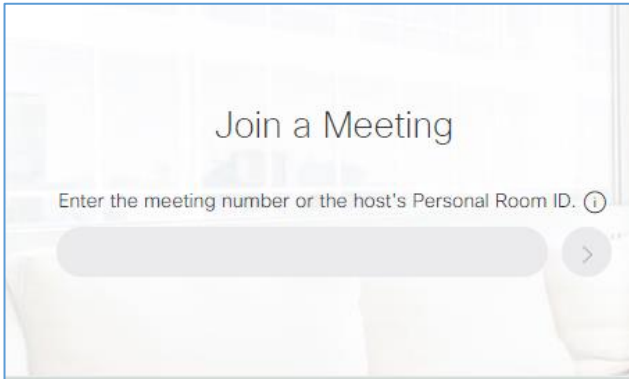 Join a Meeting
Enter the meeting number or the host's Personal Room ID.